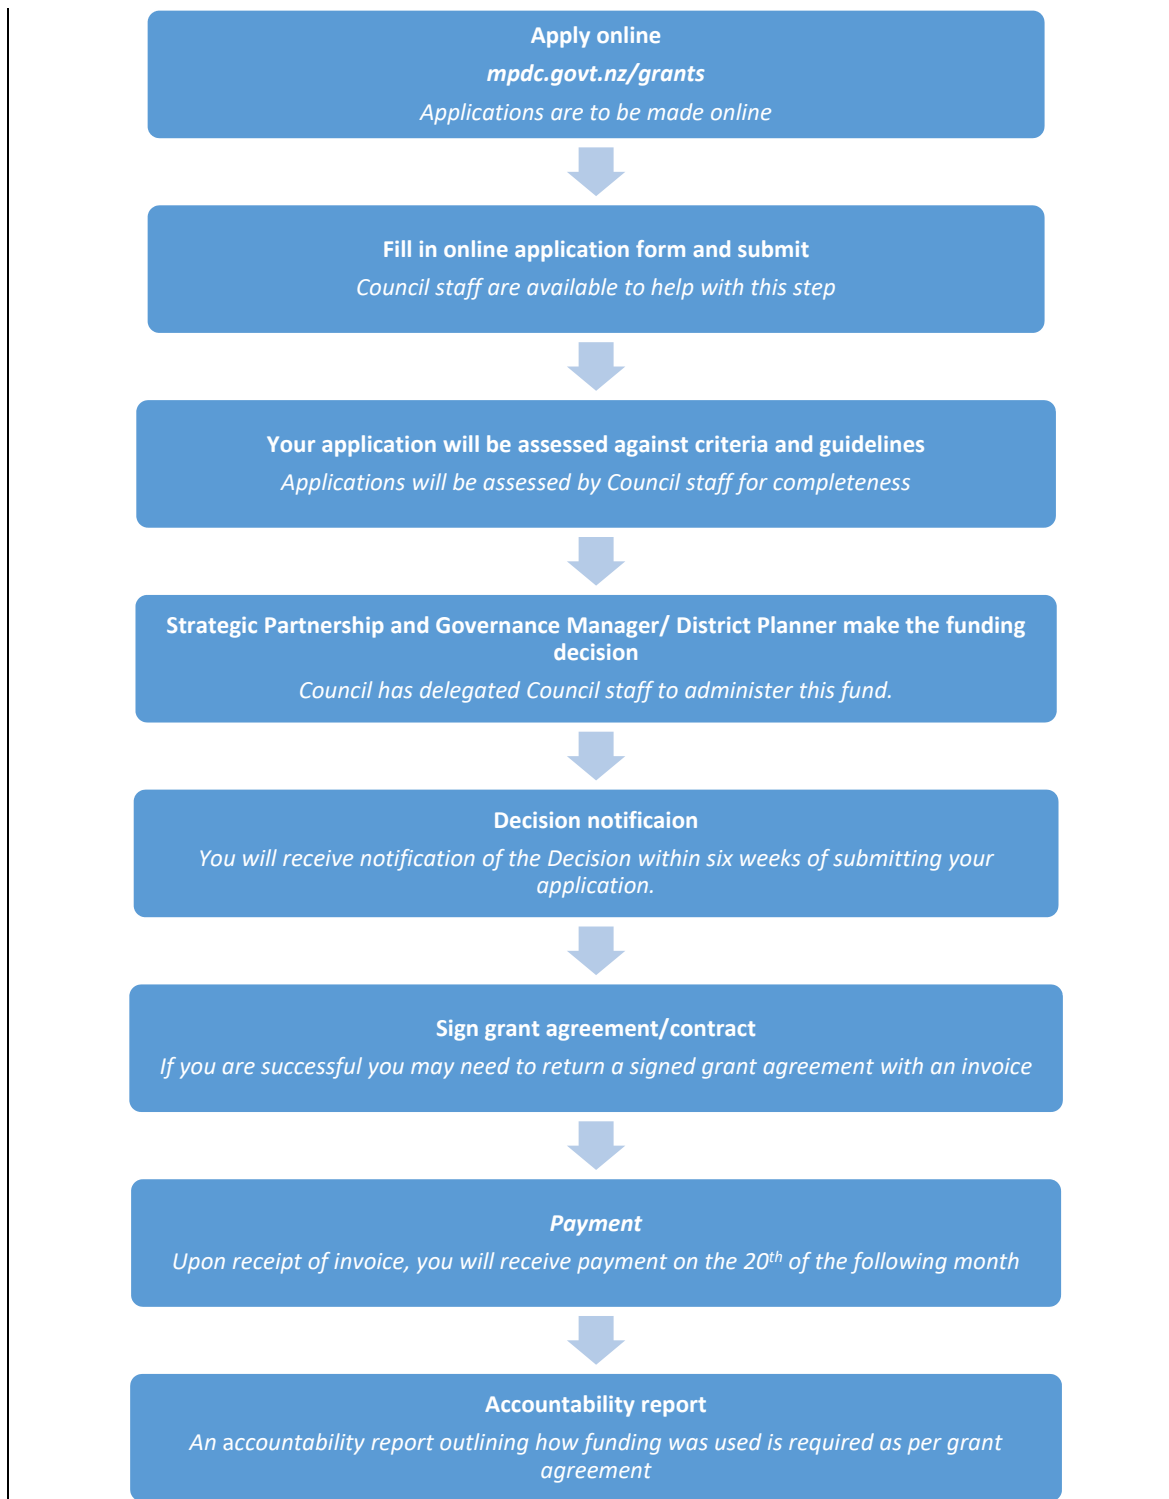 Apply online
mpdc.govt.nz/grants
Applications are to be made online
Fill in online application form and submit
Council staff are available to help with this step
Your application will be assessed against criteria and guidelines
Applications will be assessed by Council staff for completeness
Strategic Partnership and Governance Manager/ District Planner make the funding
decision
Council has delegated Council staff to administer this fund.
Decision notificaion
You will receive notification of the Decision within six weeks of submitting your
application.
Sign grant agreement/contract
If you are successful you may need to return a signed grant agreement with an invoice
Payment
Upon receipt of invoice, you will receive payment on the 20th of the following month
Accountability report
An accountability report outlining how funding was used is required as per grant
agreement